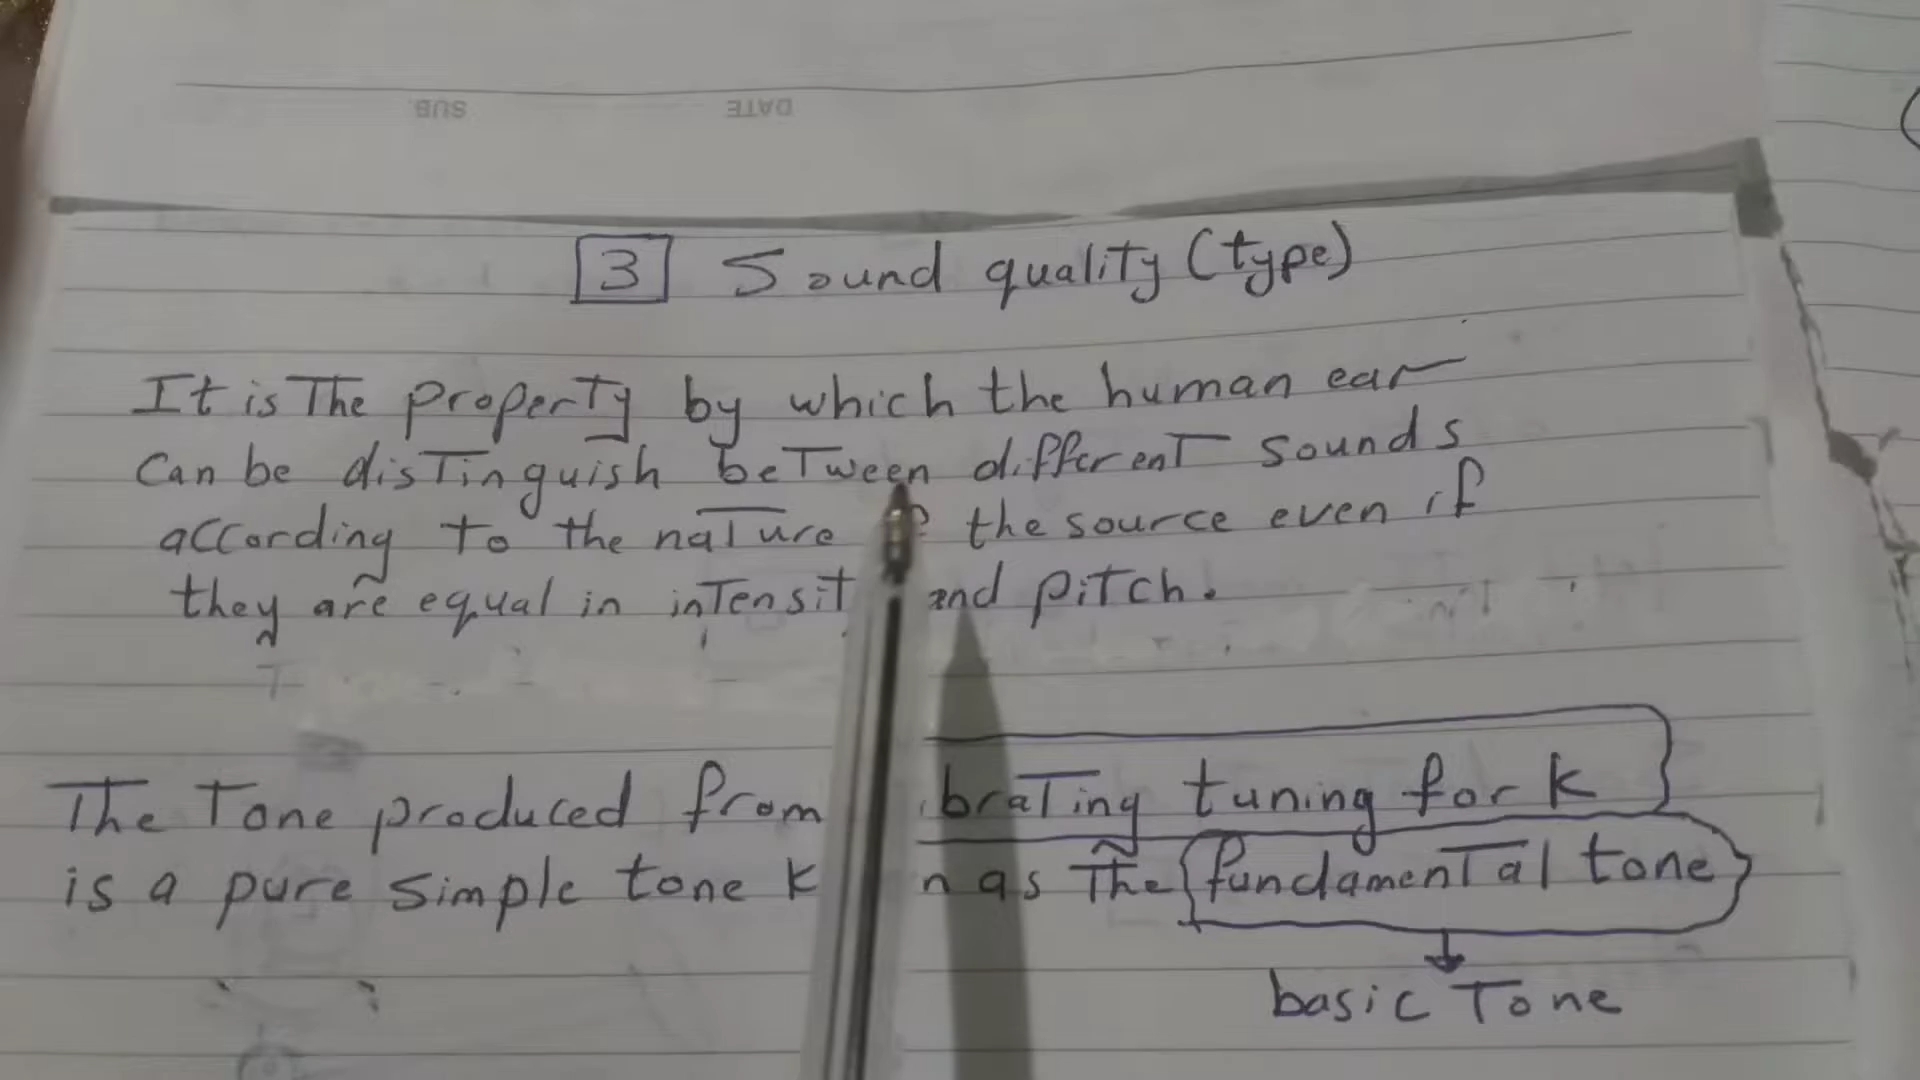 SUB.
DATE
3 Sound quality (type)
It is The property by which the human ear
Can be distinguish between different sounds
according to the nature the source even if
they are equal in intensit and pitch.
The Tone produced from brating tuning fork
is a pure simple tone k n as The fundamental tone
basic Tone